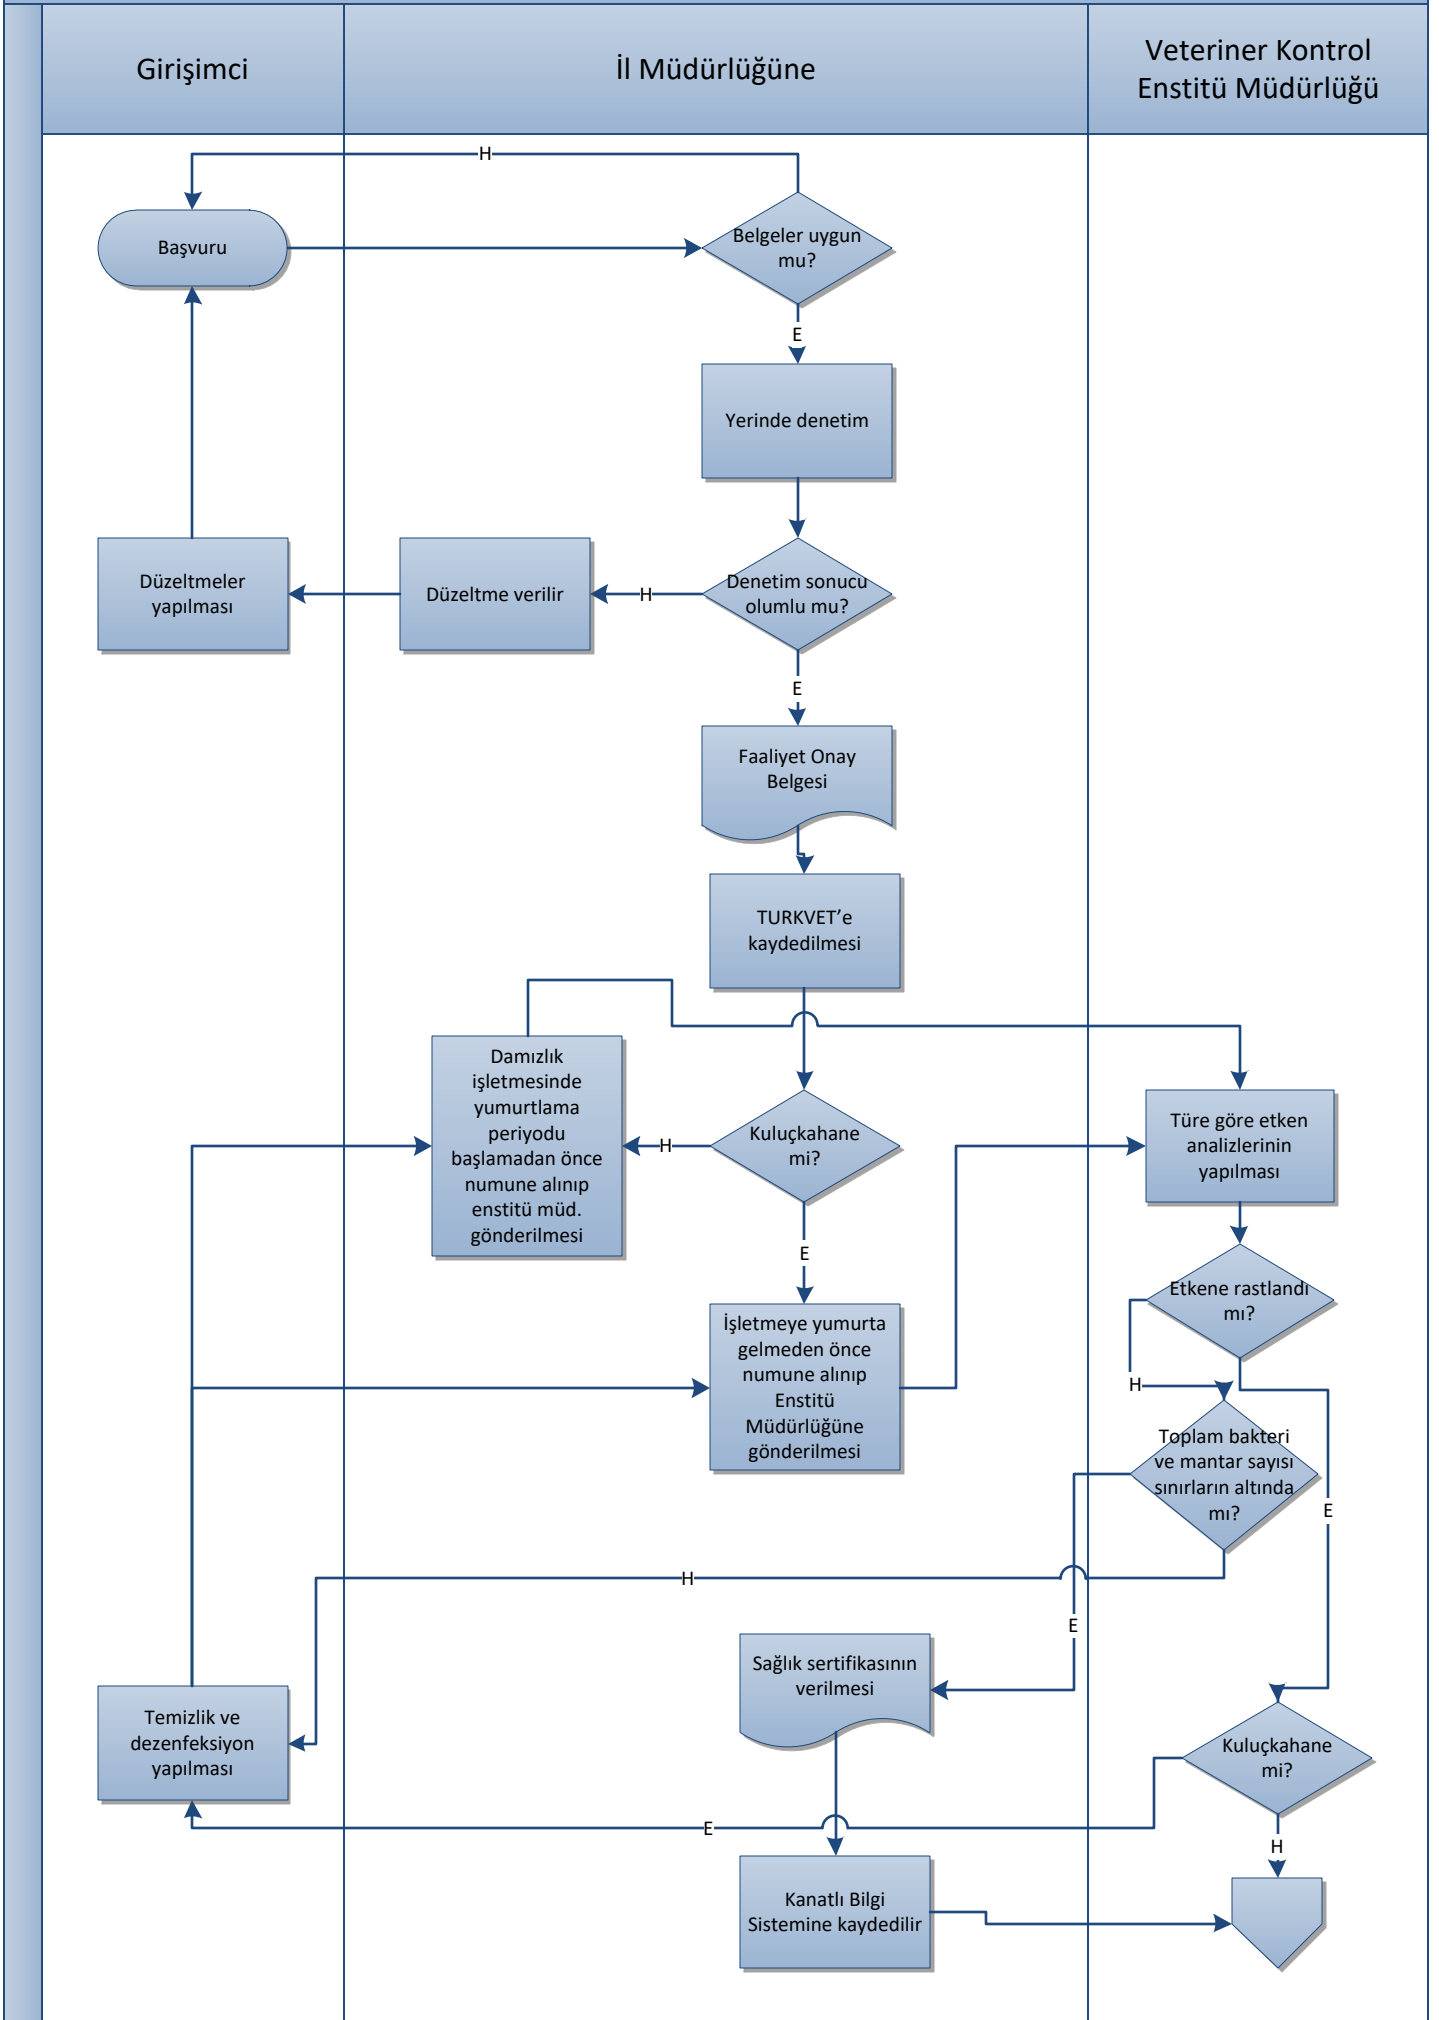 Girişimci
İl Müdürlüğüne
Veteriner Kontrol
Enstitü Müdürlüğü
H
Başvuru
Belgeler uygun
mu?
E
Yerinde denetim
Düzeltmeler
yapılması
Düzeltme verilir
H
Denetim sonucu
olumlu mu?
E
Faaliyet Onay
Belgesi
TURKVET’e
kaydedilmesi
Damızlık
işletmesinde
yumurtlama
periyodu
başlamadan önce
numune alınıp
enstitü müd.
gönderilmesi
H
Kuluçkahane
mi?
Türe göre etken
analizlerinin
yapılması
E
Etkene rastlandı
mı?
İşletmeye yumurta
gelmeden önce
numune alınıp
Enstitü
Müdürlüğüne
gönderilmesi
H
Toplam bakteri
ve mantar sayısı
sınırların altında
mı?
E
H
E
Sağlık sertifikasının
verilmesi
Temizlik ve
dezenfeksiyon
yapılması
Kuluçkahane
mi?
E
H
Kanatlı Bilgi
Sistemine kaydedilir